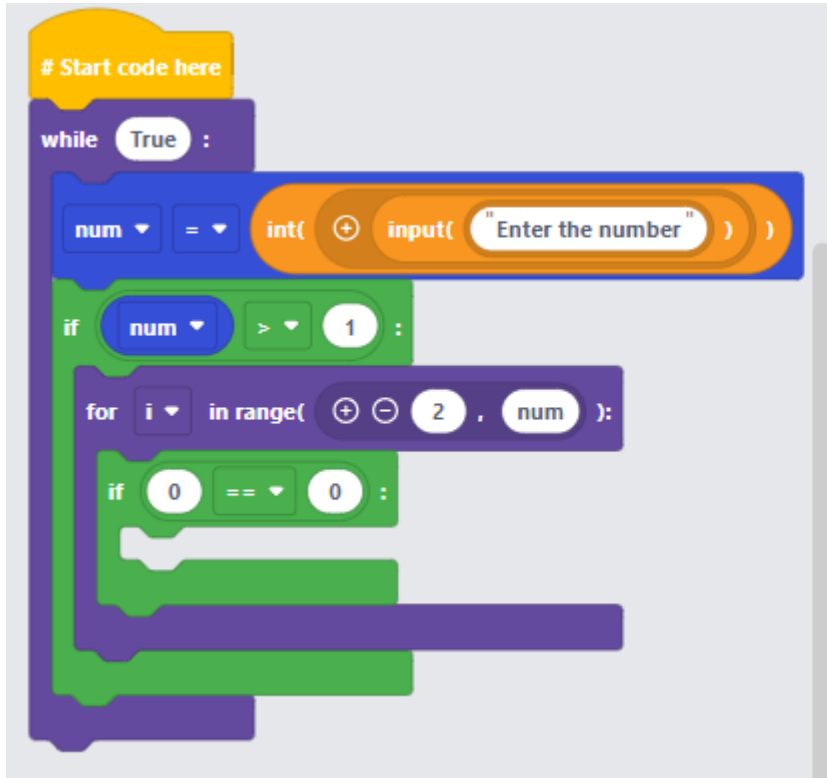 # Start code here
while True :
num = int( input( "Enter the number" ) )
if num > 1 :
for i in range( 2 , num ):
if 0 == 0 :